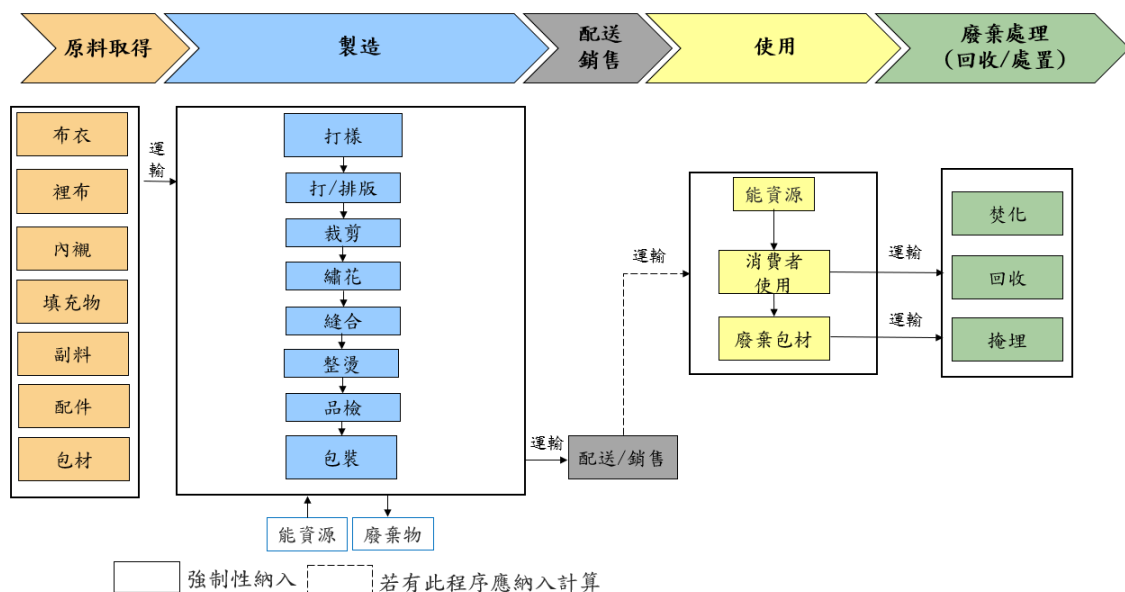 原料取得
製造
配送
銷售
使用
廢棄處理
(回收/處置)
布衣
裡布
內襯
填充物
副料
配件
包材
運
輸
打樣
打/排版
裁剪
繡花
縫合
整燙
品檢
包裝
能資源
廢棄物
運輸
配送/銷售
運輸
能資源
消費者
使用
廢棄包材
運輸
運輸
焚化
回收
掩埋
強制性納入
若有此程序應納入計算